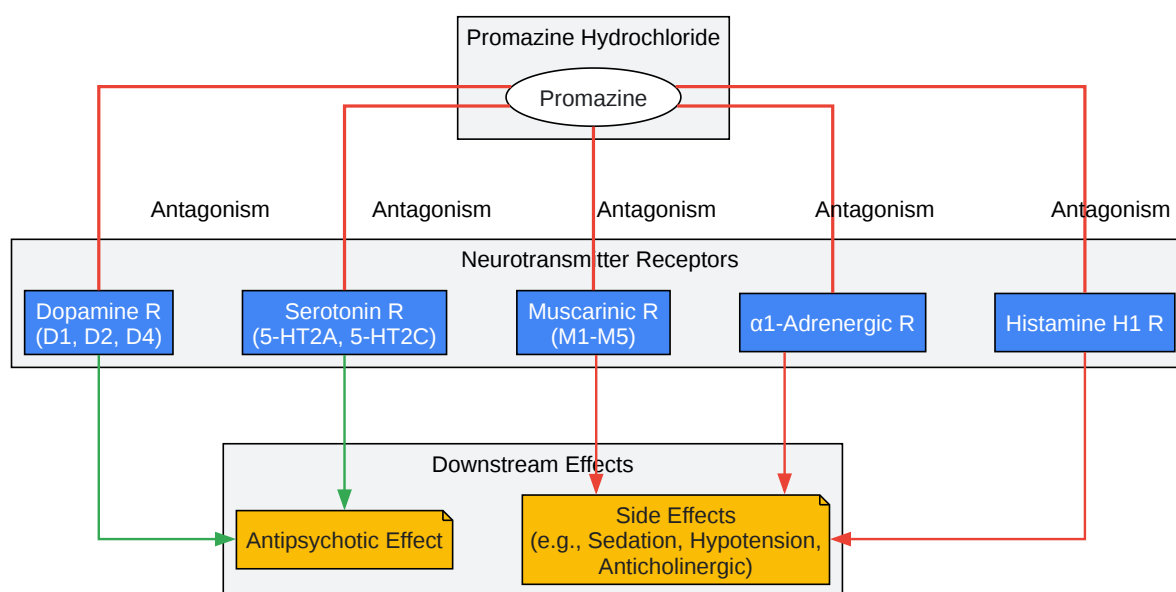 Promazine Hydrochloride
Promazine
Antagonism
Antagonism
Antagonism
Antagonism
Antagonism
Neurotransmitter Receptors
Dopamine R
(D1, D2, D4)
Serotonin R
(5-HT2A, 5-HT2C)
Muscarinic R
(M1-M5)
α1-Adrenergic R
Histamine H1 R
Downstream Effects
Antipsychotic Effect
Side Effects
(e.g., Sedation, Hypotension,
Anticholinergic)